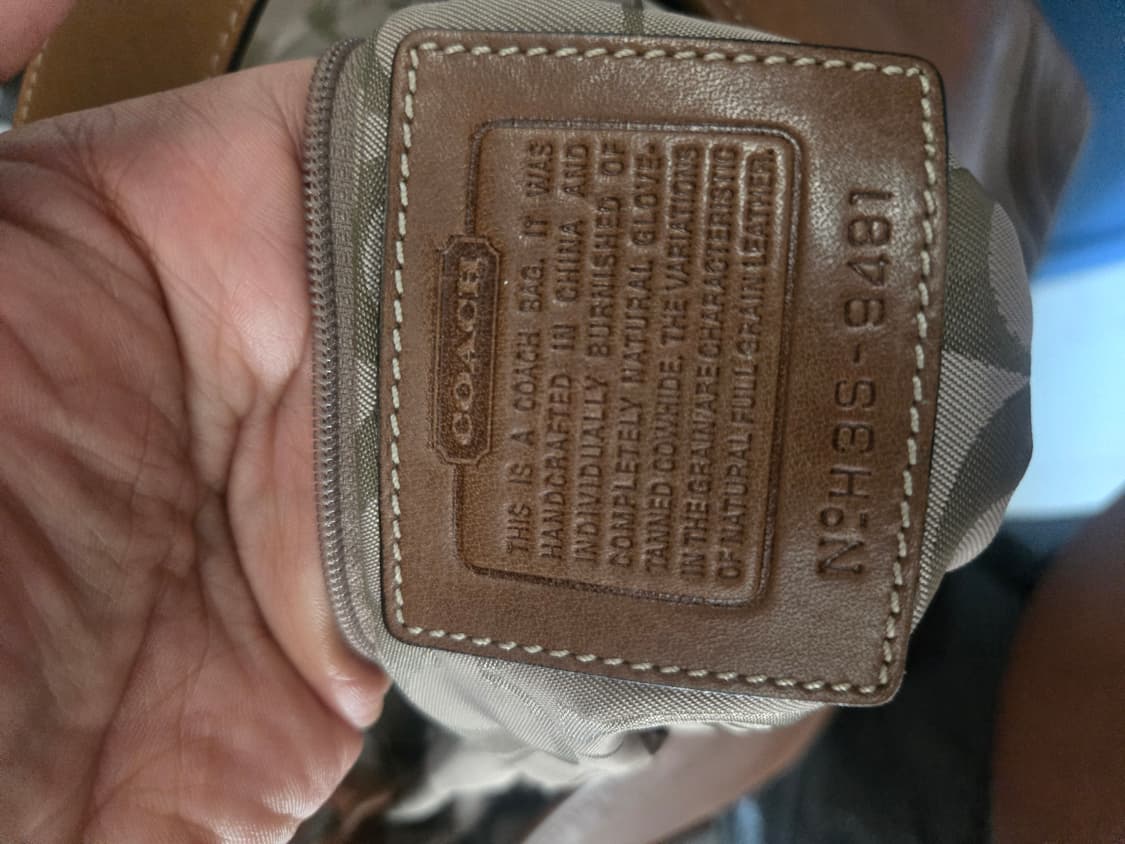 COACH
THIS IS A COACH BAG. IT WAS
HANDCRAFTED IN CHINA AND
INDIVIDUALLY BURNISHED OF
COMPLETELY NATURAL GLOVE-
TANNED COWHIDE. THE VARIATIONS
IN THE GRAIN ARE CHARACTERISTIC
OF NATURAL FULL GRAIN LEATHER.
Nº H3S-9481